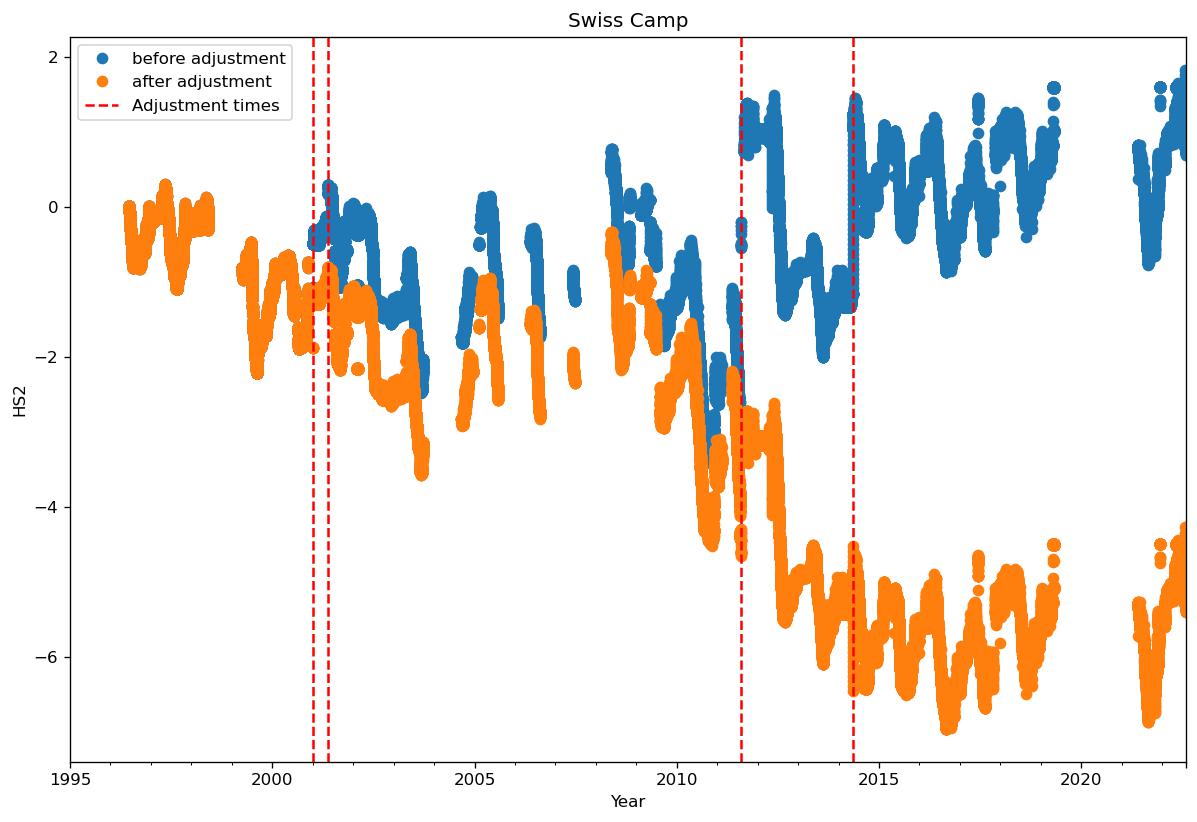 Swiss Camp
before adjustment
after adjustment
Adjustment times
2
0
−2
−4
−6
HS2
1995 2000 2005 2010 2015 2020
Year